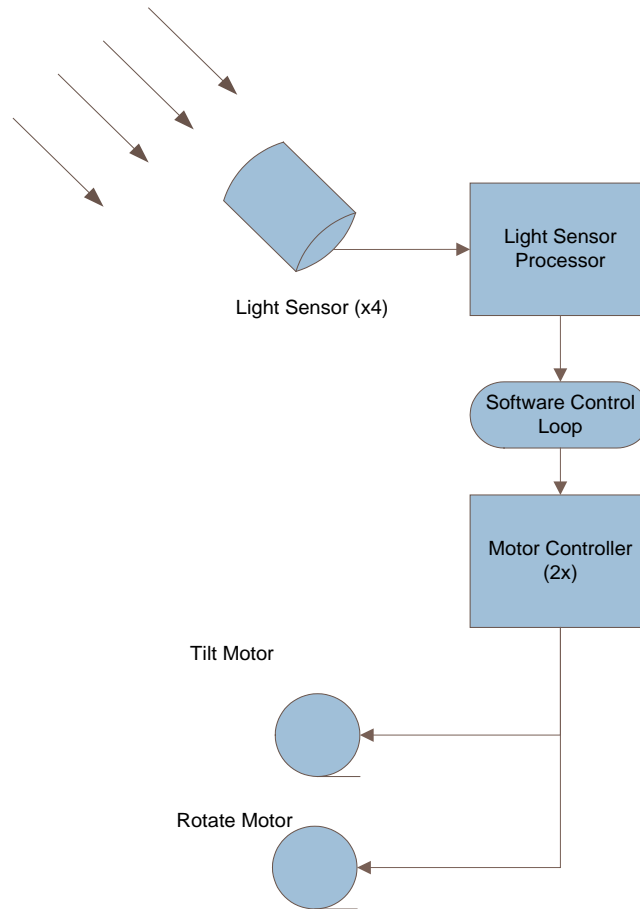 Light Sensor
Processor
Light Sensor (x4)
Software Control
Loop
Motor Controller
(2x)
Tilt Motor
Rotate Motor